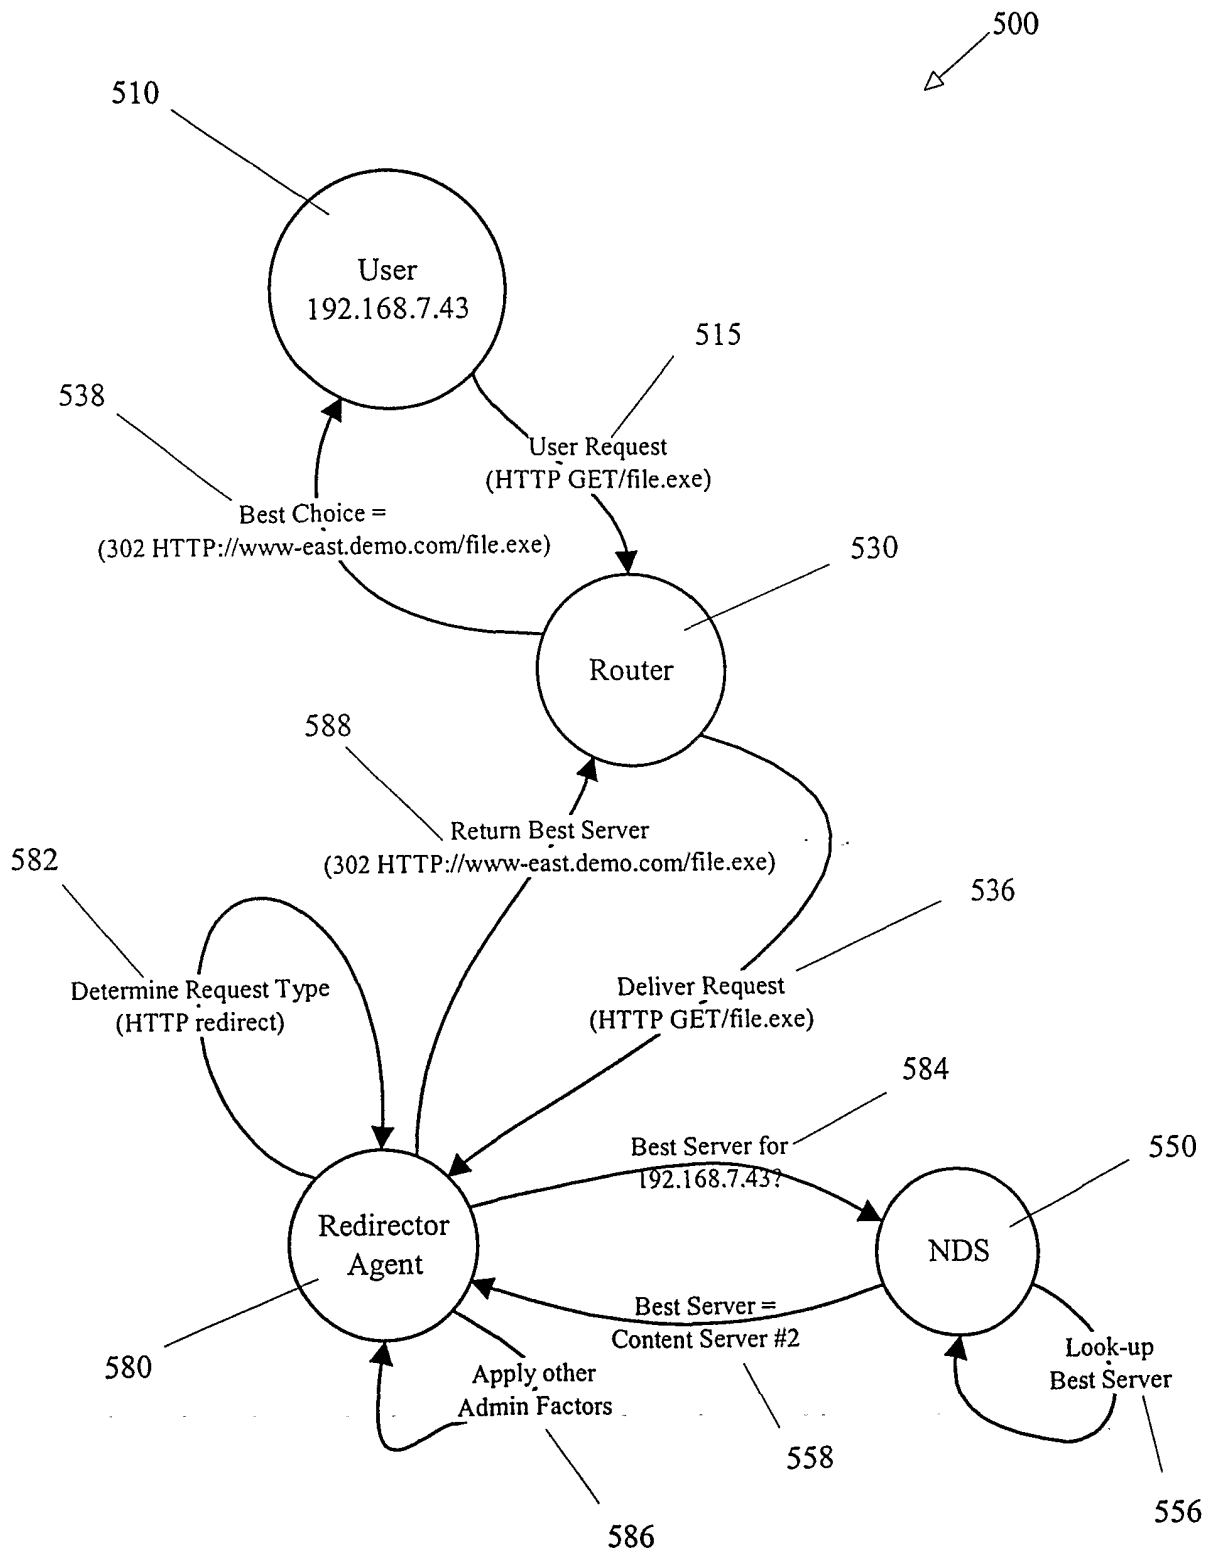 500
510
User
192.168.7.43
515
538
User Request
(HTTP GET/file.exe)
Best Choice =
(302 HTTP://www-east.demo.com/file.exe)
530
Router
588
Return Best Server
(302 HTTP://www-east.demo.com/file.exe)
582
536
Determine Request Type
(HTTP redirect)
Deliver Request
(HTTP GET/file.exe)
584
Best Server for
192.168.7.43?
550
Redirector
Agent
NDS
Best Server =
Content Server #2
580
Look-up
Best Server
Apply other
Admin Factors
558
556
586